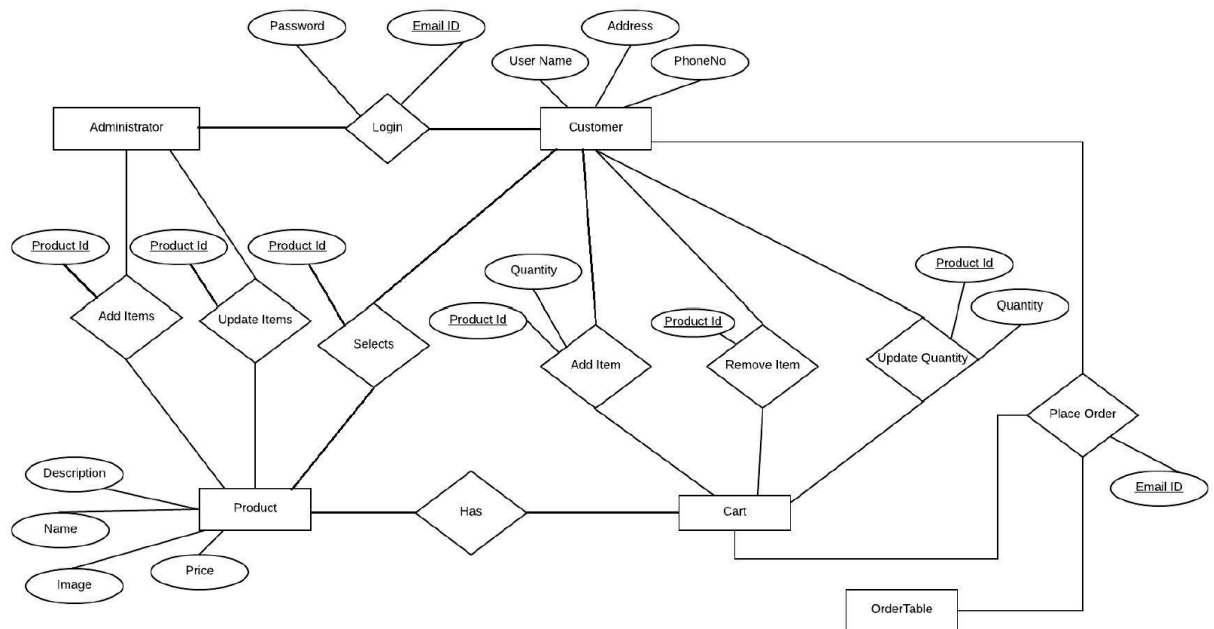 Password
Email ID
Address
User Name
PhoneNo
Administrator
Login
Customer
Product Id
Product Id
Product Id
Quantity
Product Id
Product Id
Product Id
Quantity
Add Items
Update Items
Selects
Add Item
Remove Item
Update Quantity
Place Order
Description
Name
Image
Price
Product
Has
Cart
Email ID
OrderTable